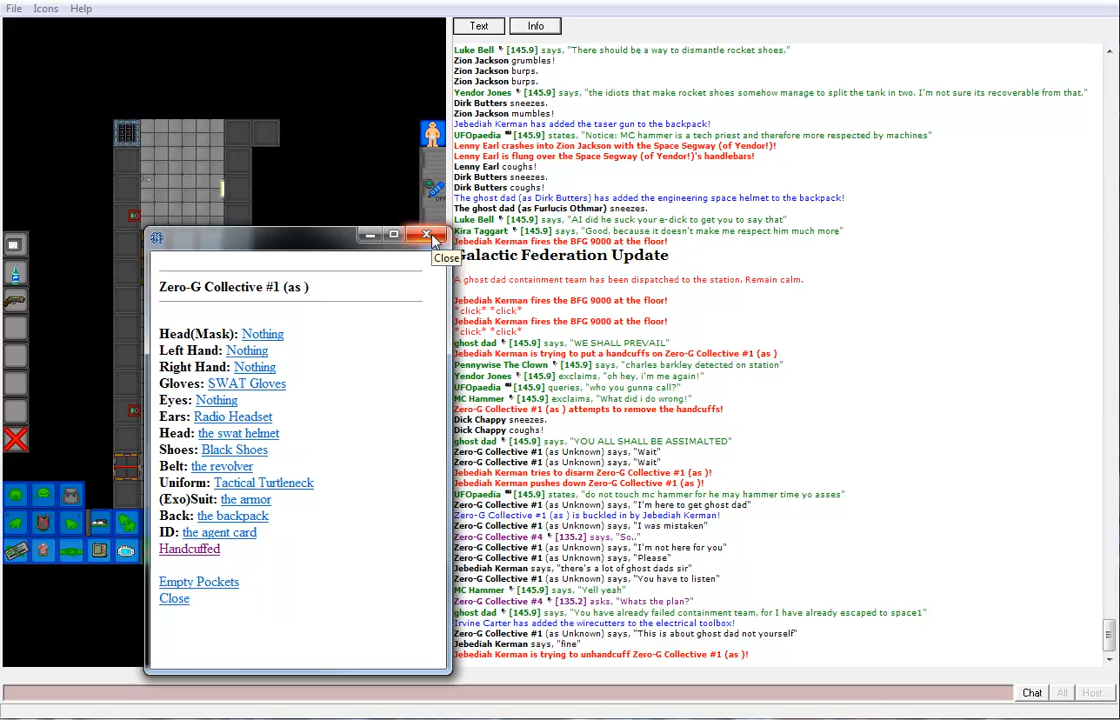 File Icons Help
Text Info
Luke Bell [145.9] says, "There should be a way to dismantle rocket shoes."
Zion Jackson grumbles!
Zion Jackson burps.
Zion Jackson burps.
Yendor Jones [145.9] says, "the idiots that make rocket shoes somehow manage to split the tank in two. I'm not sure its recoverable from that."
Dirk Butters sneezes.
Zion Jackson mumbles!
Jebediah Kerman has added the taser gun to the backpack!
UFOpaedia [145.9] states, "Notice: MC hammer is a tech priest and therefore more respected by machines"
Lenny Earl crashes into Zion Jackson with the Space Segway (of Yendor!)!
Lenny Earl is flung over the Space Segway (of Yendor!)'s handlebars!
Lenny Earl coughs!
Dirk Butters sneezes.
Dirk Butters coughs!
The ghost dad (as Dirk Butters) has added the engineering space helmet to the backpack!
The ghost dad (as Furlucis Othmar) sneezes.
Luke Bell [145.9] says, "AI did he suck your e-dick to get you to say that"
Kira Taggart [145.9] says, "Good, because it doesn't make me respect him much more"
Jebediah Kerman fires the BFG 9000 at the floor!
Galactic Federation Update
A ghost dad containment team has been dispatched to the station. Remain calm.
Jebediah Kerman fires the BFG 9000 at the floor!
*click* *click*
Jebediah Kerman fires the BFG 9000 at the floor!
*click* *click*
ghost dad [145.9] says, "WE SHALL PREVAIL"
Jebediah Kerman is trying to put a handcuffs on Zero-G Collective #1 (as )
Pennywise The Clown [145.9] says, "charles barkley detected on station"
Yendor Jones [145.9] exclaims, "oh hey, i'm me again!"
UFOpaedia [145.9] queries, "who you gunna call?"
MC Hammer [145.9] exclaims, "What did i do wrong!"
Zero-G Collective #1 (as ) attempts to remove the handcuffs!
Dick Chappy sneezes.
Dick Chappy coughs!
ghost dad [145.9] says, "YOU ALL SHALL BE ASSIMALTED"
Zero-G Collective #1 (as Unknown) says, "Wait"
Zero-G Collective #1 (as Unknown) says, "Wait"
Jebediah Kerman tries to disarm Zero-G Collective #1 (as )!
Jebediah Kerman pushes down Zero-G Collective #1 (as )!
UFOpaedia [145.9] states, "do not touch mc hammer for he may hammer time yo asses"
Zero-G Collective #1 (as Unknown) says, "I'm here to get ghost dad"
Zero-G Collective #1 (as ) is buckled in by Jebediah Kerman!
Zero-G Collective #1 (as Unknown) says, "I was mistaken"
Zero-G Collective #4 [135.2] says, "So.."
Zero-G Collective #1 (as Unknown) says, "I'm not here for you"
Zero-G Collective #1 (as Unknown) says, "Please"
Jebediah Kerman says, "there's a lot of ghost dads sir"
Zero-G Collective #1 (as Unknown) says, "You have to listen"
MC Hammer [145.9] says, "Yell yeah"
Zero-G Collective #4 [135.2] asks, "Whats the plan?"
ghost dad [145.9] says, "You have already failed containment team, for I have already escaped to space1"
Irvine Carter has added the wirecutters to the electrical toolbox!
Zero-G Collective #1 (as Unknown) says, "This is about ghost dad not yourself"
Jebediah Kerman says, "fine"
Jebediah Kerman is trying to unhandcuff Zero-G Collective #1 (as )!
Close
Zero-G Collective #1 (as )
Head(Mask): Nothing
Left Hand: Nothing
Right Hand: Nothing
Gloves: SWAT Gloves
Eyes: Nothing
Ears: Radio Headset
Head: the swat helmet
Shoes: Black Shoes
Belt: the revolver
Uniform: Tactical Turtleneck
(Exo)Suit: the armor
Back: the backpack
ID: the agent card
Handcuffed
Empty Pockets
Close
Chat Alt Host...